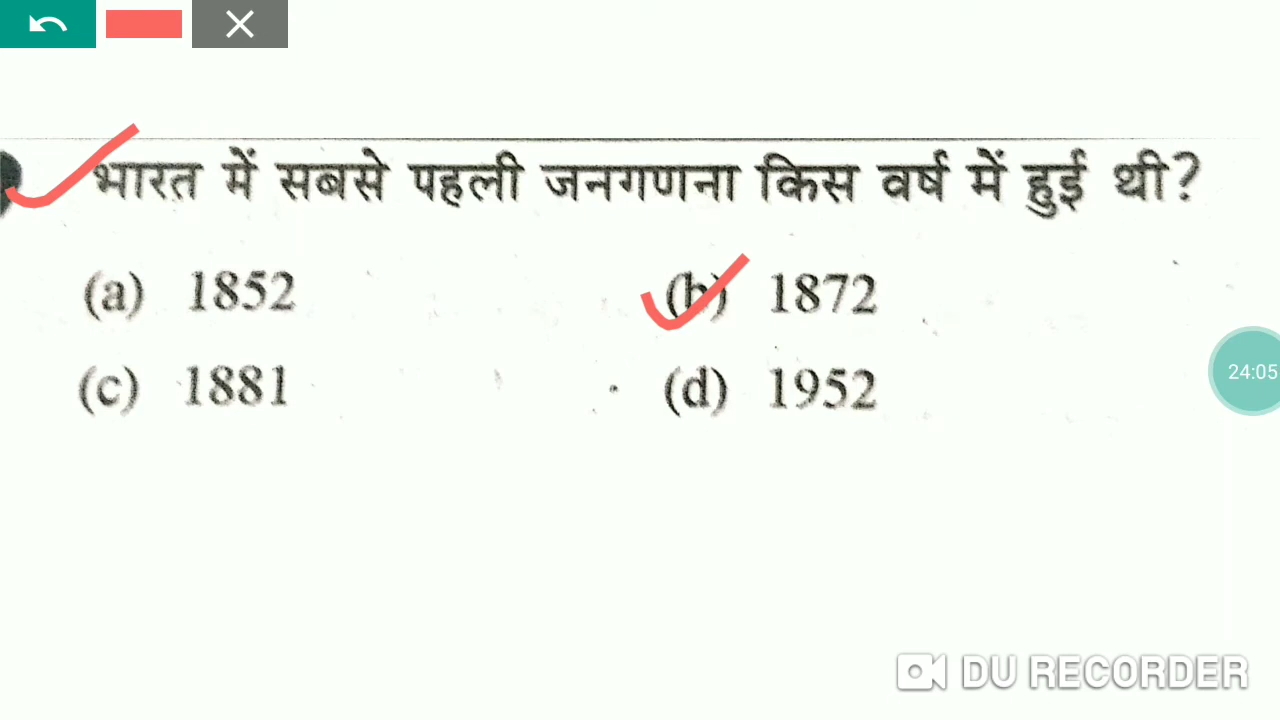 भारत में सबसे पहली जनगणना किस वर्ष में हुई थी?
(a) 1852 (b) 1872
(c) 1881 (d) 1952
24:05
DU RECORDER